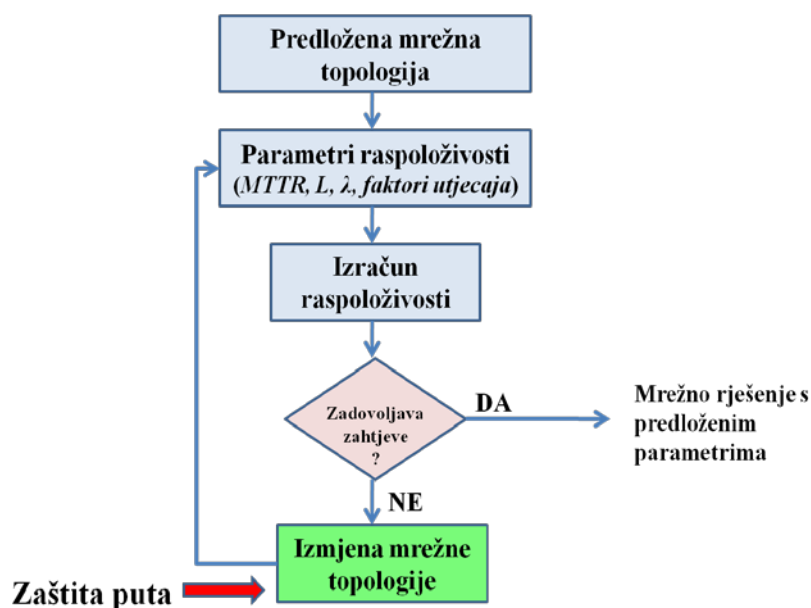 Predložena mrežna
topologija
Parametri raspoloživosti
(MTTR, L, λ, faktori utjecaja)
Izračun
raspoloživosti
Zadovoljava
zahtjeve
?
DA
Mrežno rješenje s
predloženim
parametrima
NE
Izmjena mrežne
topologije
Zaštita puta